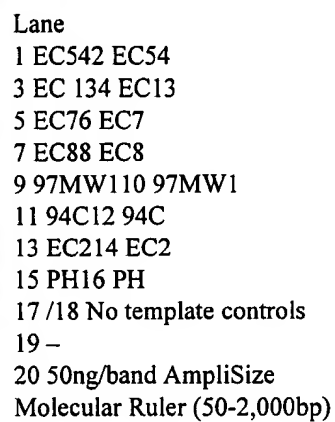 Lane
1 EC542 EC54
3 EC 134 EC13
5 EC76 EC7
7 EC88 EC8
9 97MW110 97MW1
11 94C12 94C
13 EC214 EC2
15 PH16 PH
17 /18 No template controls
19 –
20 50ng/band AmpliSize
Molecular Ruler (50-2,000bp)